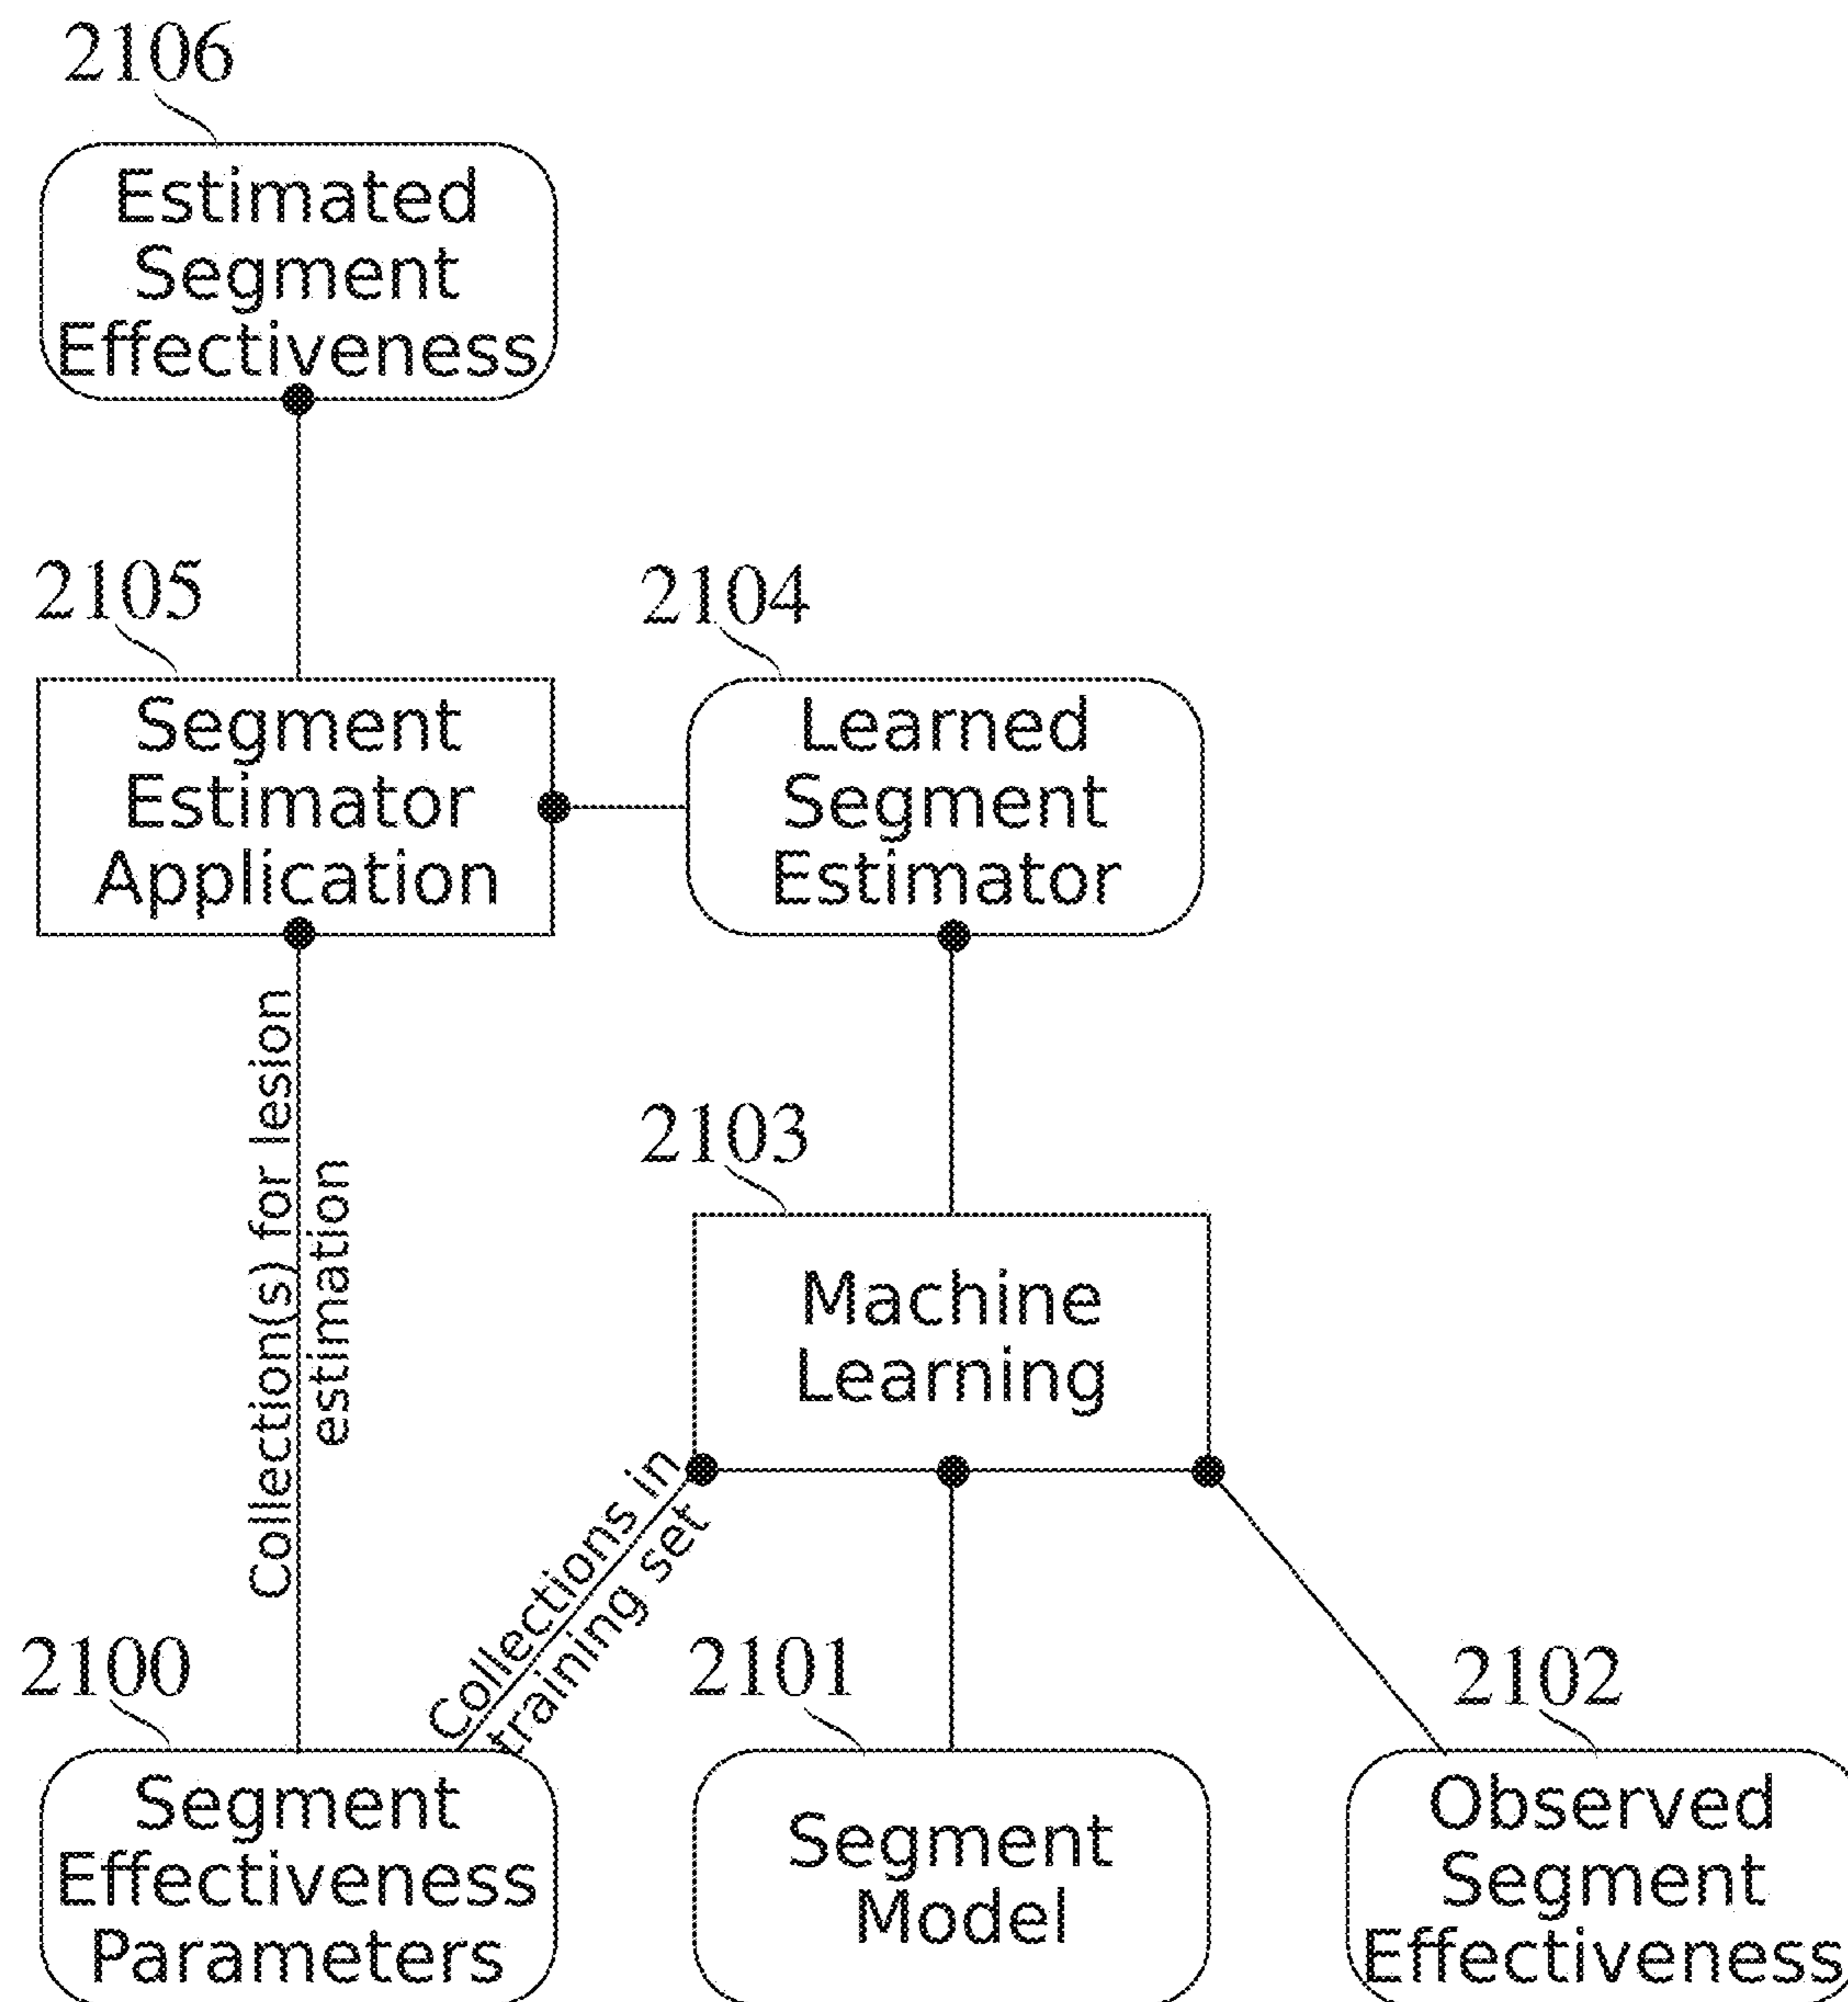 2106
Estimated
Segment
Effectiveness
2105
Segment
Estimator
Application
2104
Learned
Segment
Estimator
Collection(s) for lesion
estimation
2103
Machine
Learning
Collections in
training set
2100
Segment
Effectiveness
Parameters
2101
Segment
Model
2102
Observed
Segment
Effectiveness